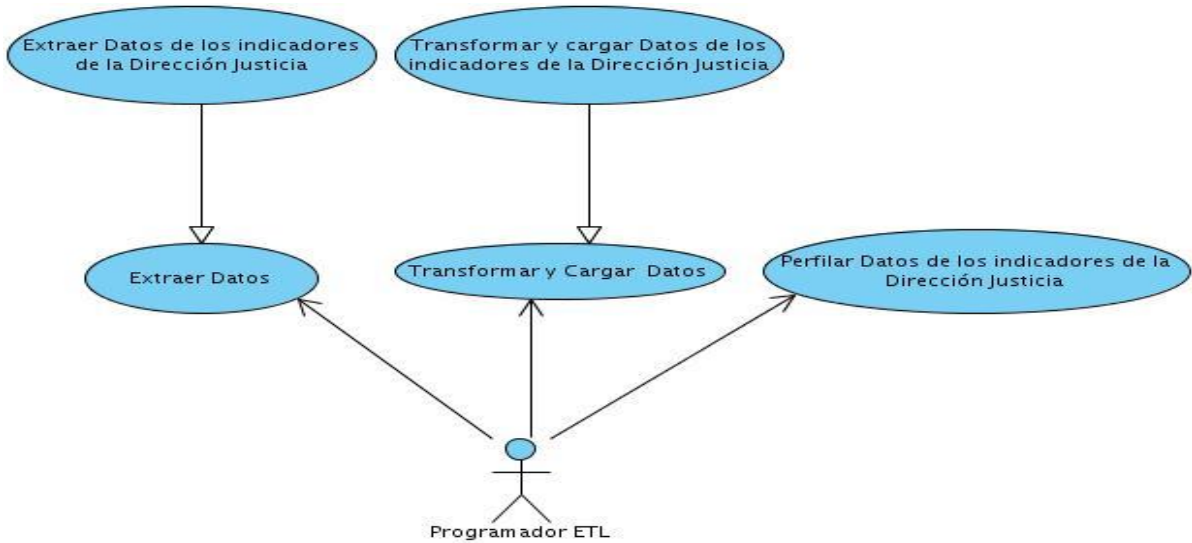 Extraer Datos de los indicadores
de la Dirección Justicia
Transformar y cargar Datos de los
indicadores de la Dirección Justicia
Extraer Datos
Transformar y Cargar Datos
Perfilar Datos de los indicadores de la
Dirección Justicia
Programador ETL